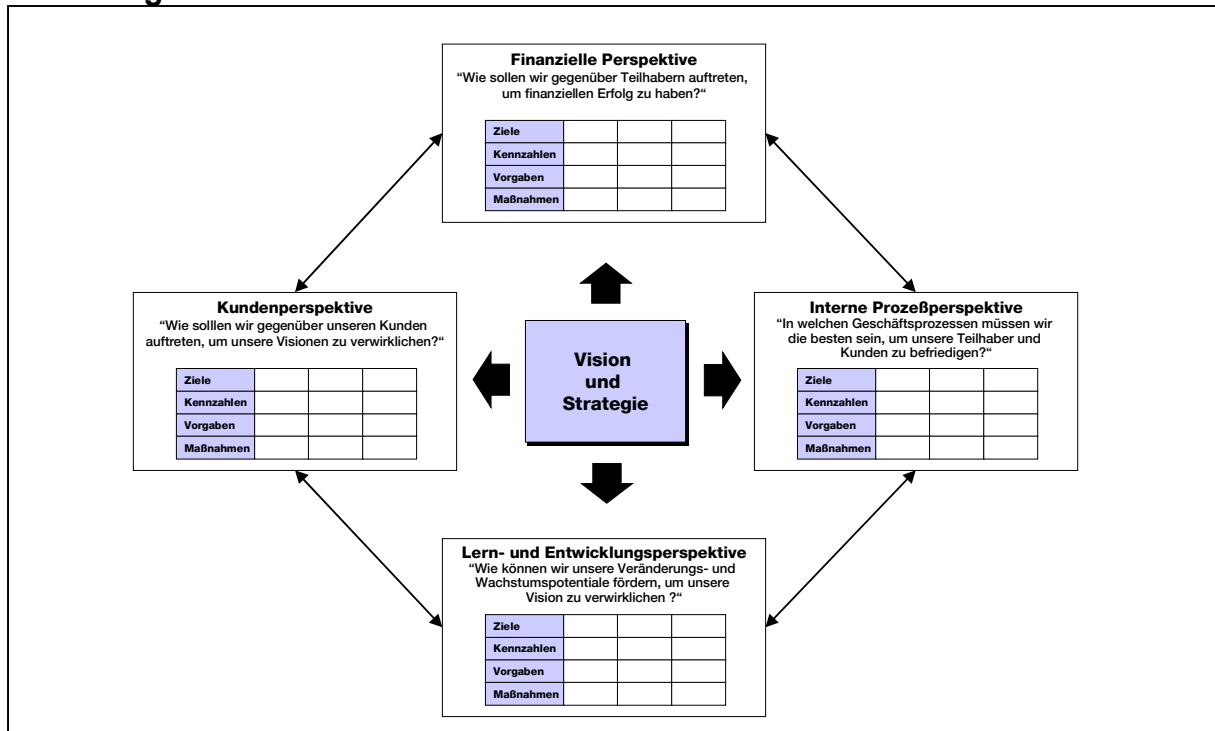 Finanzielle Perspektive
“Wie sollen wir gegenüber Teilhabern auftreten,
um finanziellen Erfolg zu haben?“
Ziele
Kennzahlen
Vorgaben
Maßnahmen
Kundenperspektive
“Wie solllen wir gegenüber unseren Kunden
auftreten, um unsere Visionen zu verwirklichen?“
Ziele
Kennzahlen
Vorgaben
Maßnahmen
Vision
und
Strategie
Interne Prozeßperspektive
“In welchen Geschäftsprozessen müssen wir
die besten sein, um unsere Teilhaber und
Kunden zu befriedigen?“
Ziele
Kennzahlen
Vorgaben
Maßnahmen
Lern- und Entwicklungsperspektive
“Wie können wir unsere Veränderungs- und
Wachstumspotentiale fördern, um unsere
Vision zu verwirklichen ?“
Ziele
Kennzahlen
Vorgaben
Maßnahmen